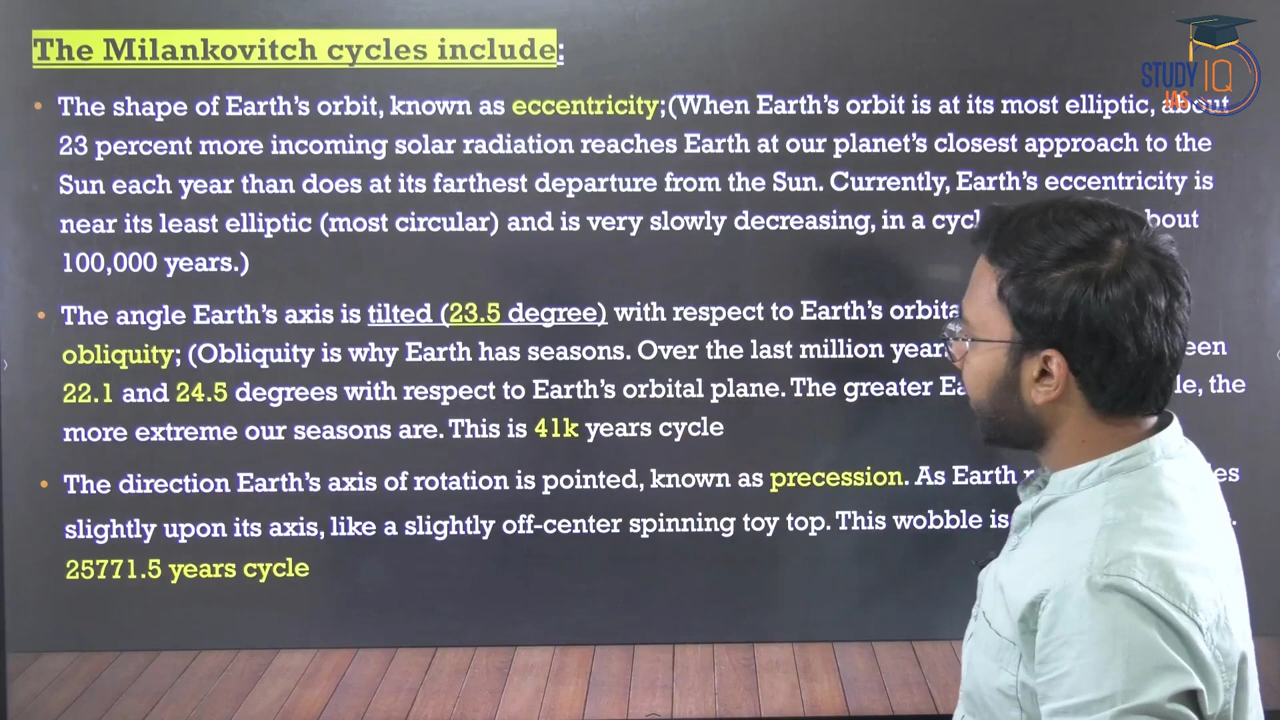 The Milankovitch cycles include:
STUDY IQ
IAS
• The shape of Earth's orbit, known as eccentricity;(When Earth's orbit is at its most elliptic, about
23 percent more incoming solar radiation reaches Earth at our planet's closest approach to the
Sun each year than does at its farthest departure from the Sun. Currently, Earth's eccentricity is
near its least elliptic (most circular) and is very slowly decreasing, in a
100,000 years.)
• The angle Earth's axis is tilted (23.5 degree) with respect to Earth's
obliquity; (Obliquity is why Earth has seasons. Over the last million
22.1 and 24.5 degrees with respect to Earth's orbital plane. The greater the
more extreme our seasons are. This is 41k years cycle
• The direction Earth's axis of rotation is pointed, known as precession. As Earth
slightly upon its axis, like a slightly off-center spinning toy top. This wobble is
25771.5 years cycle